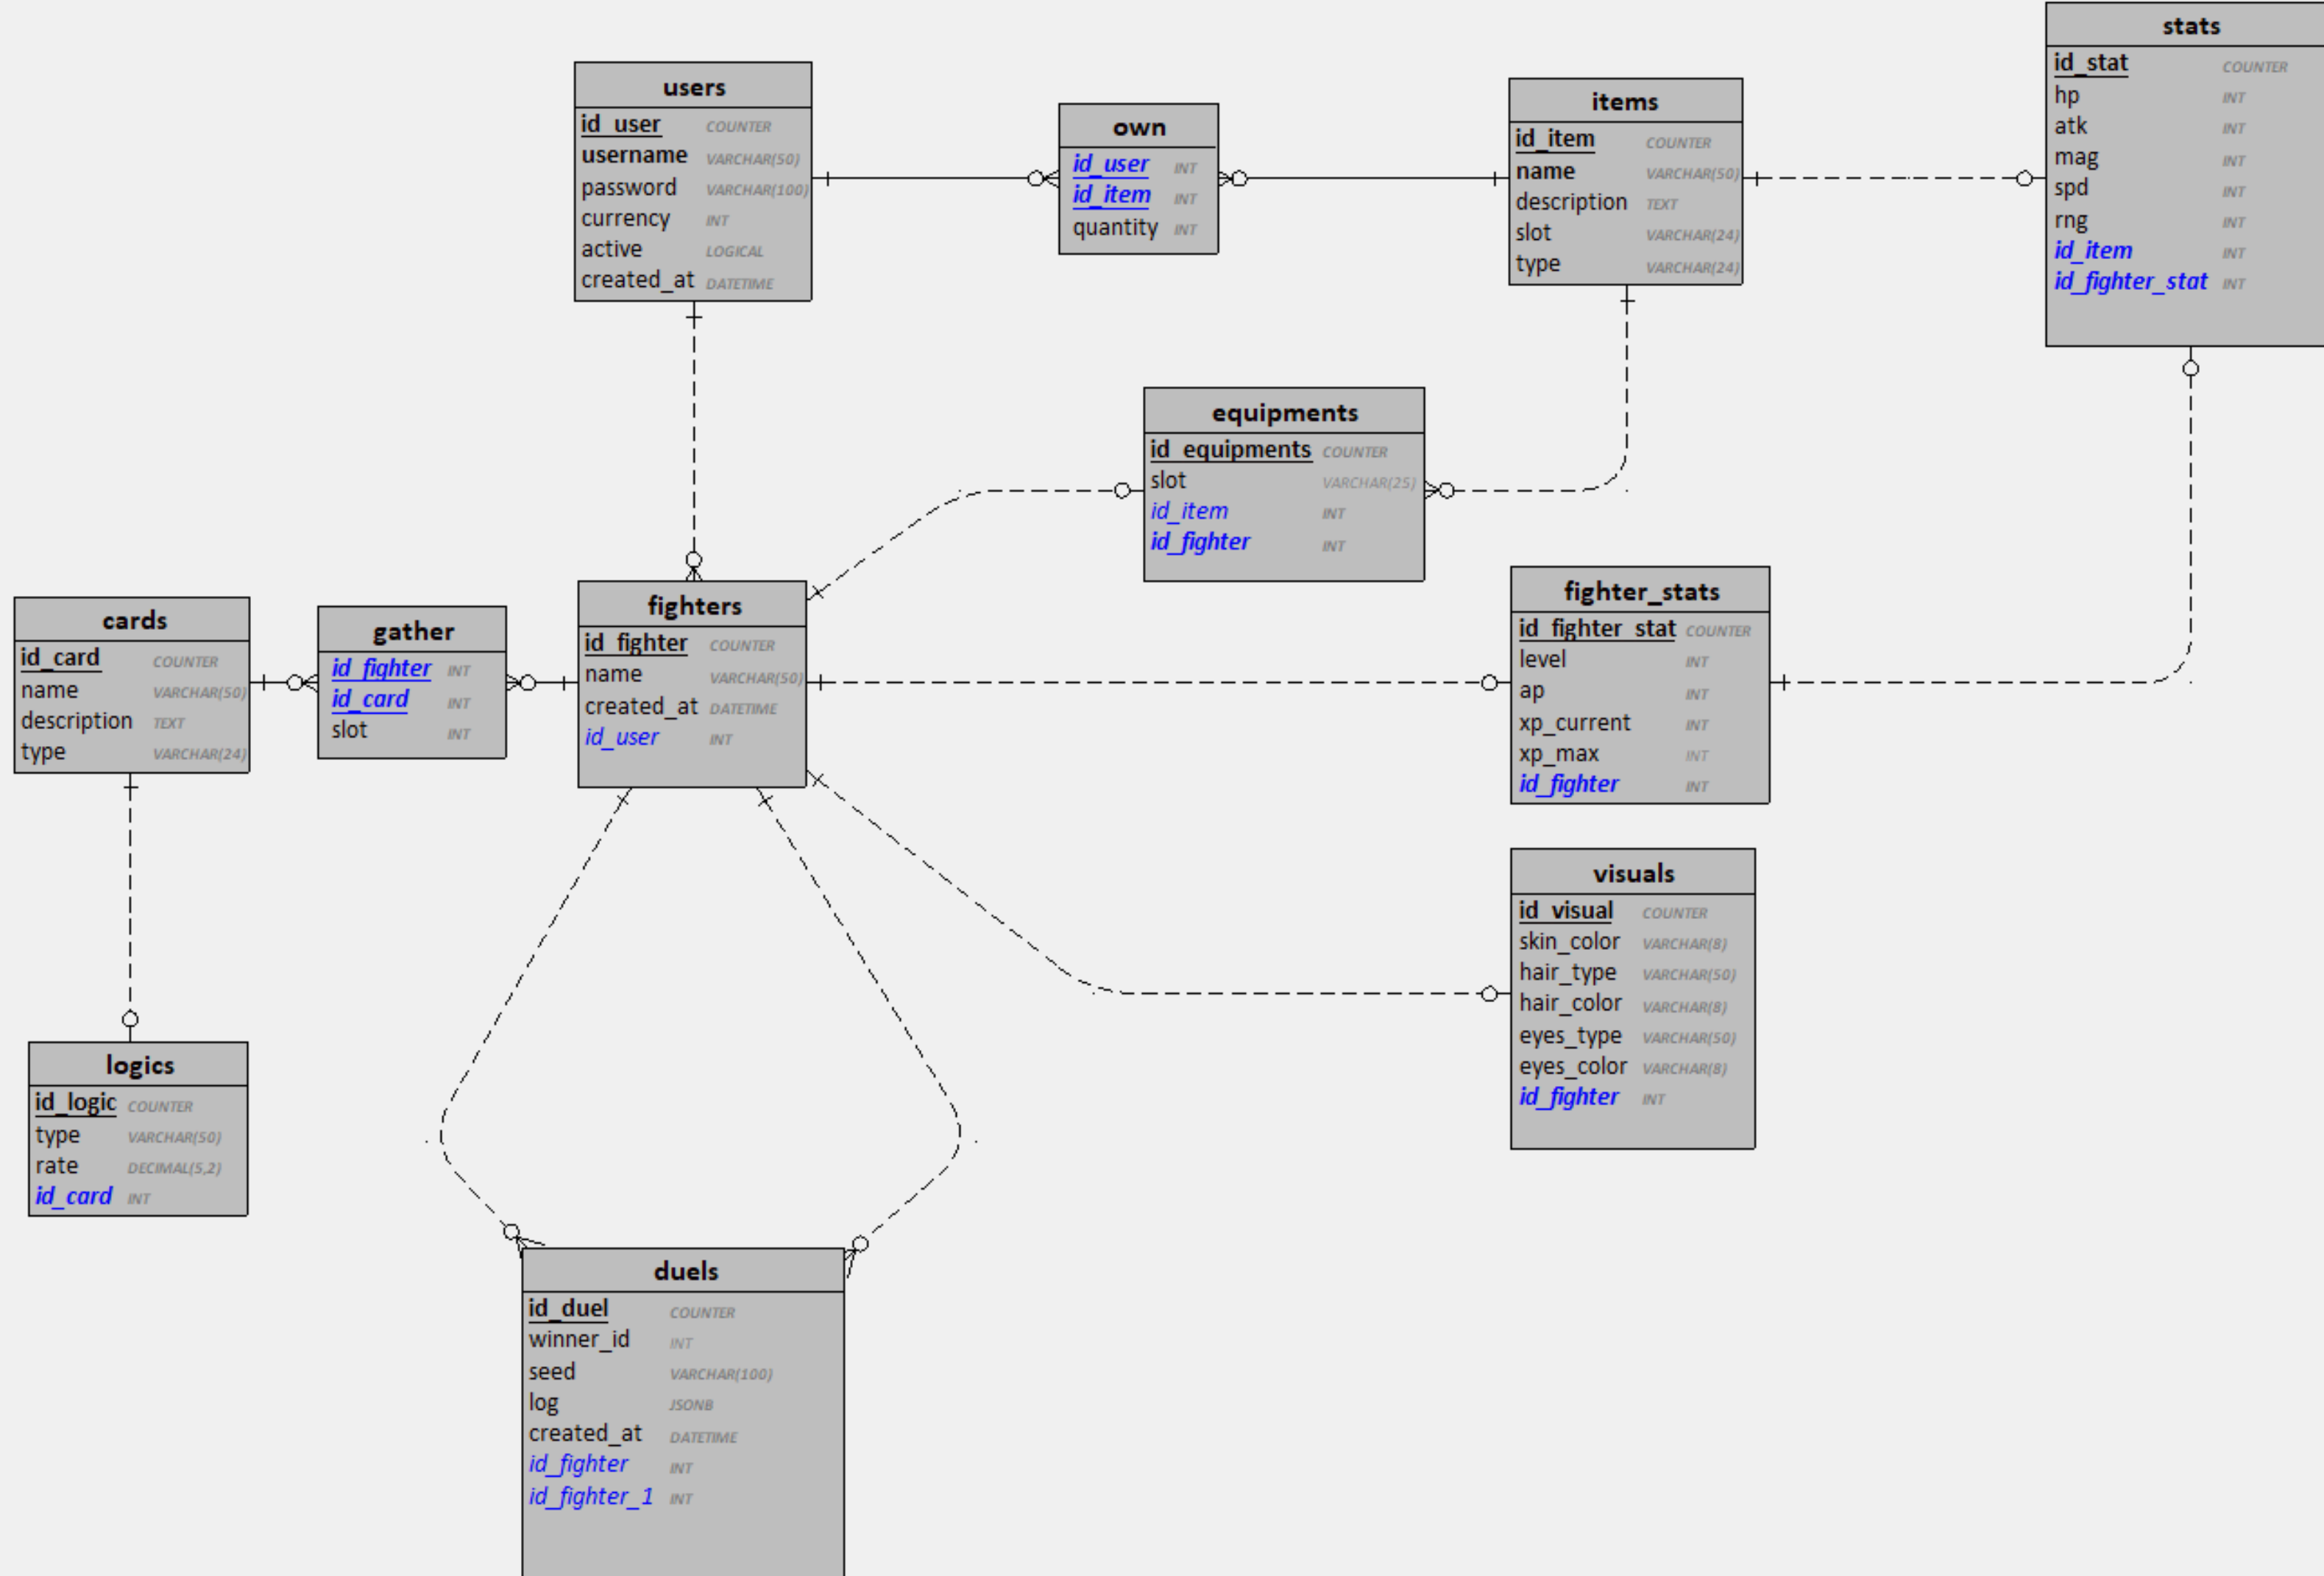 stats
id_stat COUNTER
hp INT
atk INT
mag INT
spd INT
rng INT
id_item INT
id_fighter_stat INT
users
id_user COUNTER
username VARCHAR(50)
password VARCHAR(100)
currency INT
active LOGICAL
created_at DATETIME
own
id_user INT
id_item INT
quantity INT
items
id_item COUNTER
name VARCHAR(50)
description TEXT
slot VARCHAR(24)
type VARCHAR(24)
equipments
id_equipments COUNTER
slot VARCHAR(25)
id_item INT
id_fighter INT
cards
id_card COUNTER
name VARCHAR(50)
description TEXT
type VARCHAR(24)
gather
id_fighter INT
id_card INT
slot INT
fighters
id_fighter COUNTER
name VARCHAR(50)
created_at DATETIME
id_user INT
fighter_stats
id_fighter_stat COUNTER
level INT
ap INT
xp_current INT
xp_max INT
id_fighter INT
visuals
id_visual COUNTER
skin_color VARCHAR(8)
hair_type VARCHAR(50)
hair_color VARCHAR(8)
eyes_type VARCHAR(50)
eyes_color VARCHAR(8)
id_fighter INT
logics
id_logic COUNTER
type VARCHAR(50)
rate DECIMAL(5,2)
id_card INT
duels
id_duel COUNTER
winner_id INT
seed VARCHAR(100)
log JSONB
created_at DATETIME
id_fighter INT
id_fighter_1 INT